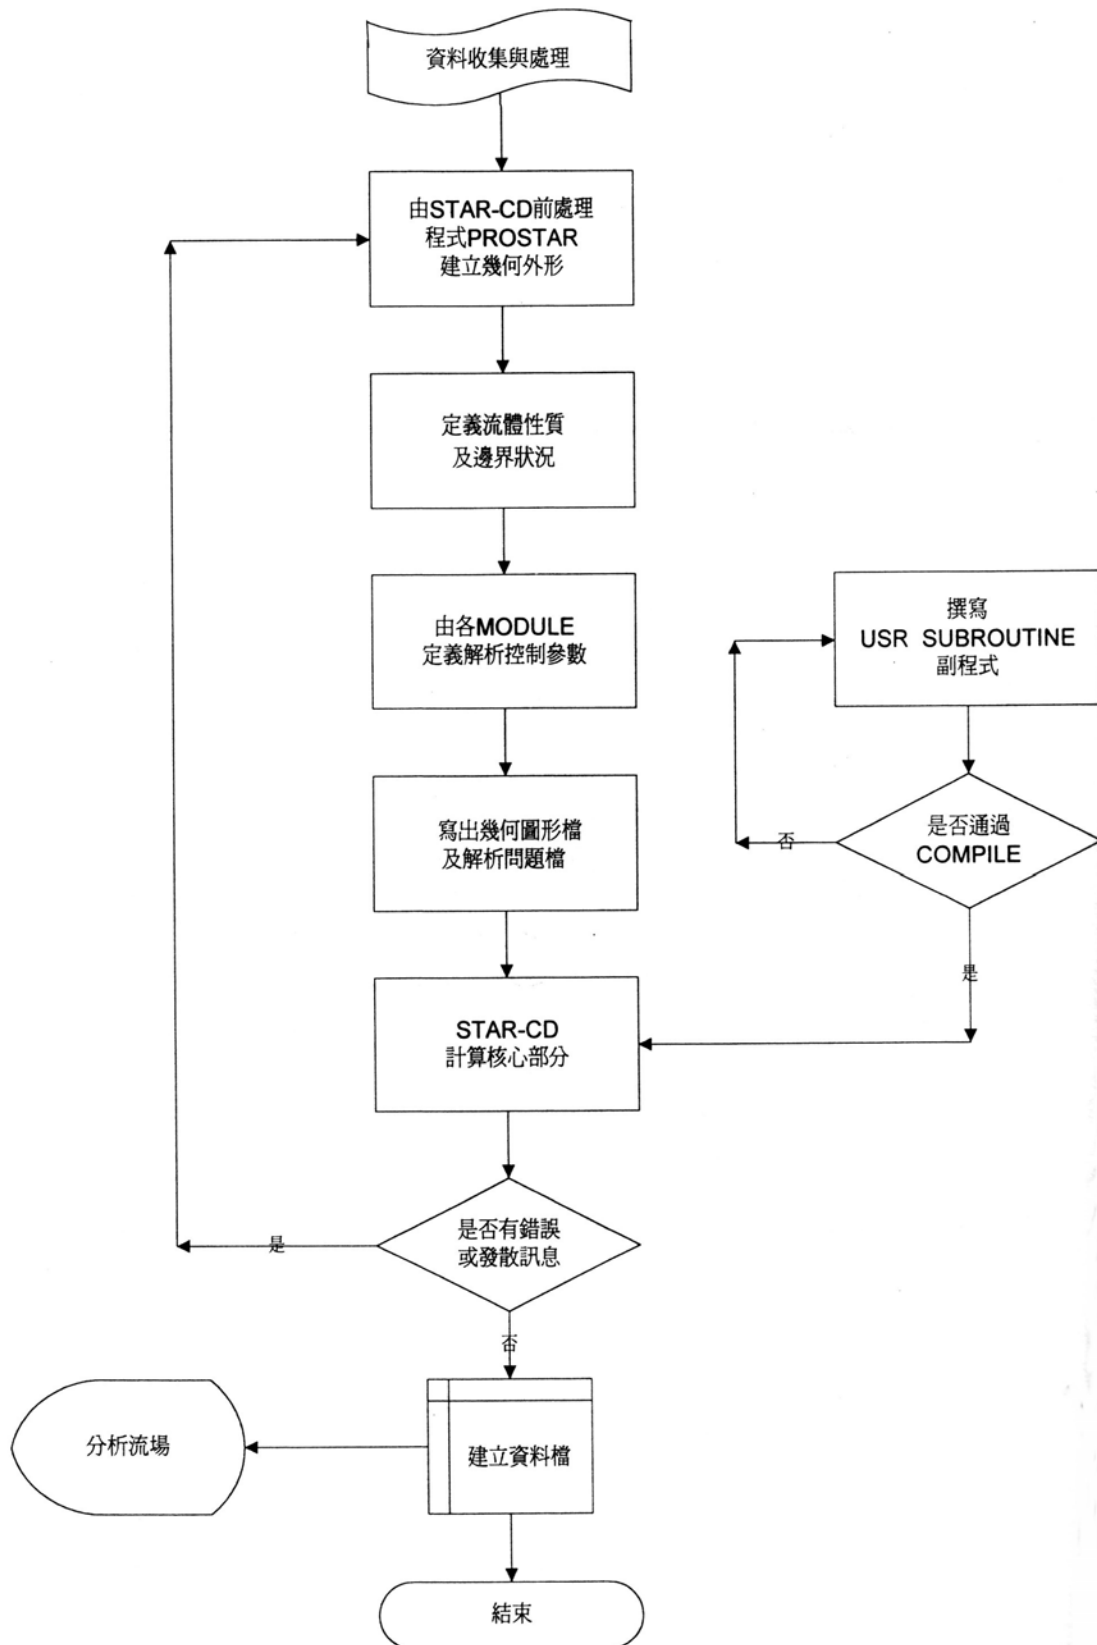 資料收集與處理
由STAR-CD前處理
程式PROSTAR
建立幾何外形
定義流體性質
及邊界狀況
由各MODULE
定義解析控制參數
撰寫
USR SUBROUTINE
副程式
寫出幾何圖形檔
及解析問題檔
是否通過
COMPILE
否
是
STAR-CD
計算核心部分
是否有錯誤
或發散訊息
是
否
建立資料檔
分析流場
結束